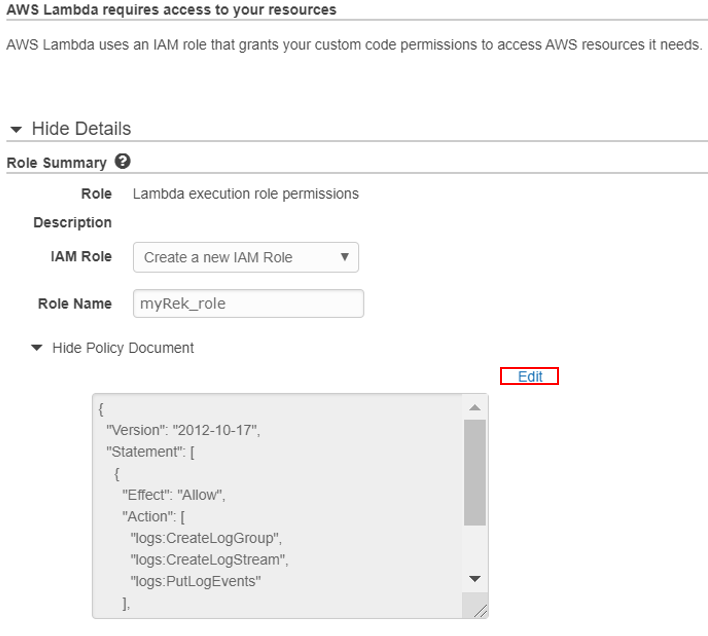 AWS Lambda requires access to your resources
AWS Lambda uses an IAM role that grants your custom code permissions to access AWS resources it needs.
Hide Details
Role Summary ?
Role Lambda execution role permissions
Description
IAM Role Create a new IAM Role
Role Name myRek_role
Hide Policy Document
Edit
{
"Version": "2012-10-17",
"Statement": [
{
"Effect": "Allow",
"Action": [
"logs:CreateLogGroup",
"logs:CreateLogStream",
"logs:PutLogEvents"
],